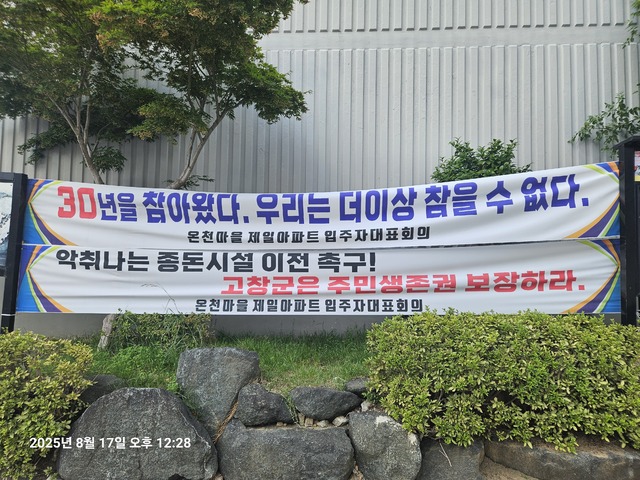 30년을 참아왔다. 우리는 더이상 참을 수 없다.
온천마을 제일아파트 입주자대표회의
악취나는 종돈시설 이전 촉구!
고창군은 주민생존권 보장하라.
온천마을 제일아파트 입주자대표회의
2025년 8월 17일 오후 12:28